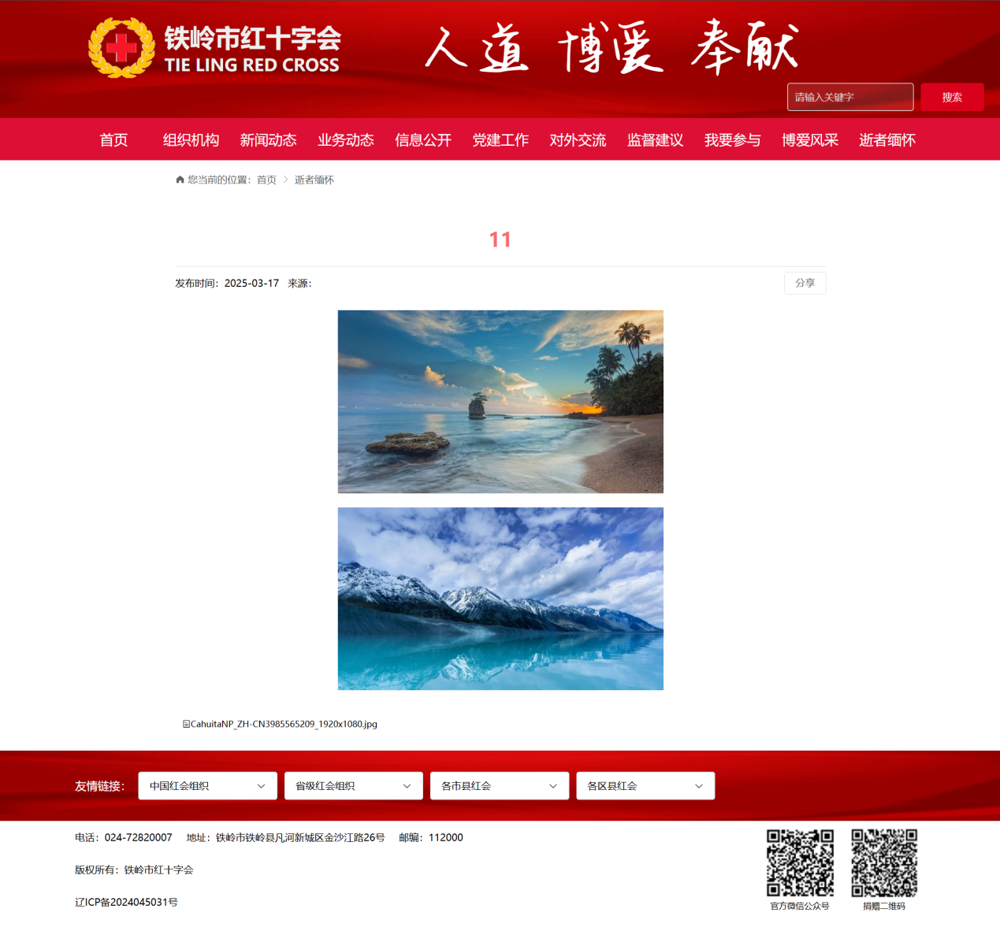 铁岭市红十字会
TIE LING RED CROSS
人道 博爱 奉献
请输入关键字
搜索
首页 组织机构 新闻动态 业务动态 信息公开 党建工作 对外交流 监督建议 我要参与 博爱风采 逝者缅怀
您当前的位置：首页 > 逝者缅怀
11
发布时间：2025-03-17 来源：
分享
CahuitaNP_ZH-CN3985565209_1920x1080.jpg
友情链接： 中国红会组织 省级红会组织 各市县红会 各区县红会
电话：024-72820007 地址：铁岭市铁岭县凡河新城区金沙江路26号 邮编：112000
版权所有：铁岭市红十字会
辽ICP备2024045031号
官方微信公众号 捐赠二维码